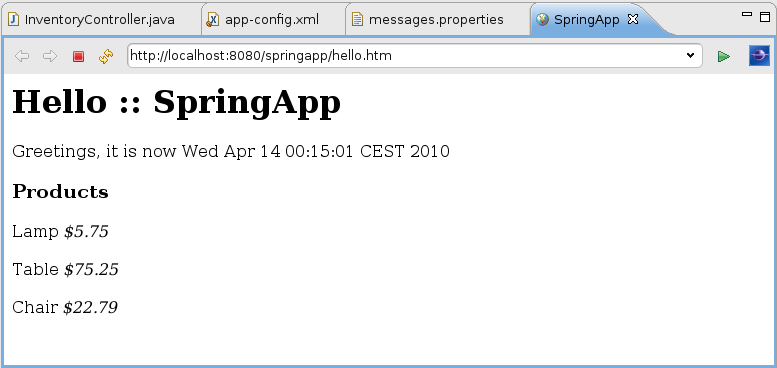 InventoryController.java app-config.xml messages.properties SpringApp
http://localhost:8080/springapp/hello.htm
Hello :: SpringApp
Greetings, it is now Wed Apr 14 00:15:01 CEST 2010
Products
Lamp $5.75
Table $75.25
Chair $22.79